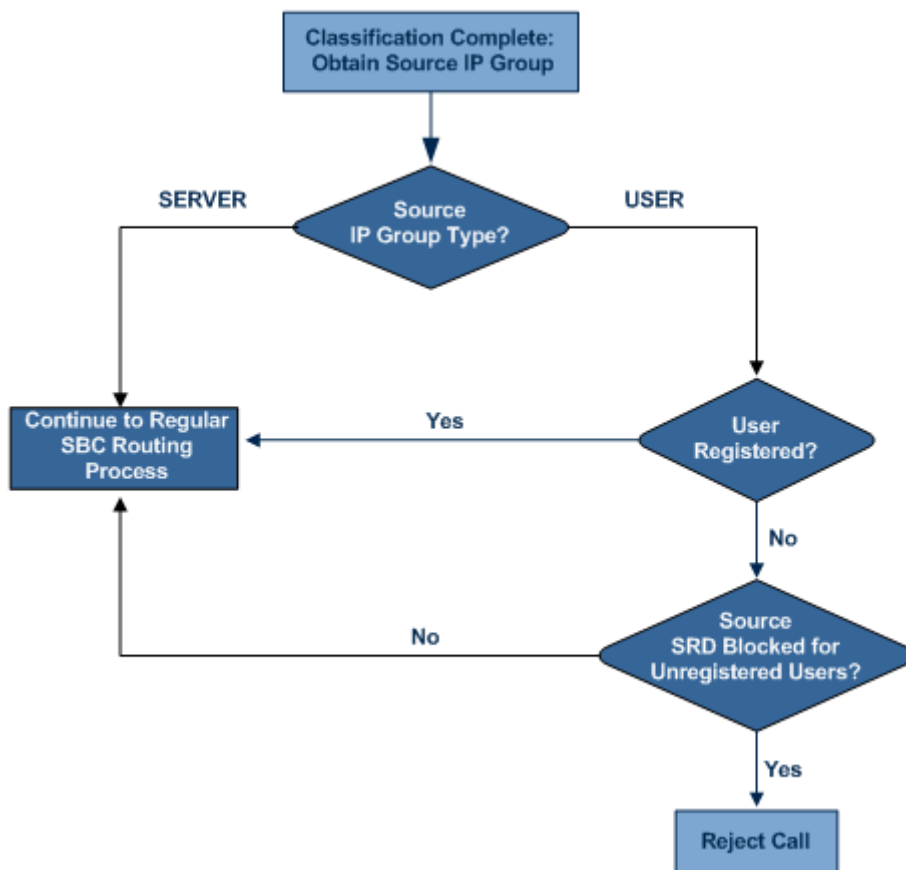 Classification Complete:
Obtain Source IP Group
SERVER
USER
Source
IP Group Type?
Continue to Regular
SBC Routing
Process
Yes
User
Registered?
No
No
Source
SRD Blocked for
Unregistered Users?
Yes
Reject Call